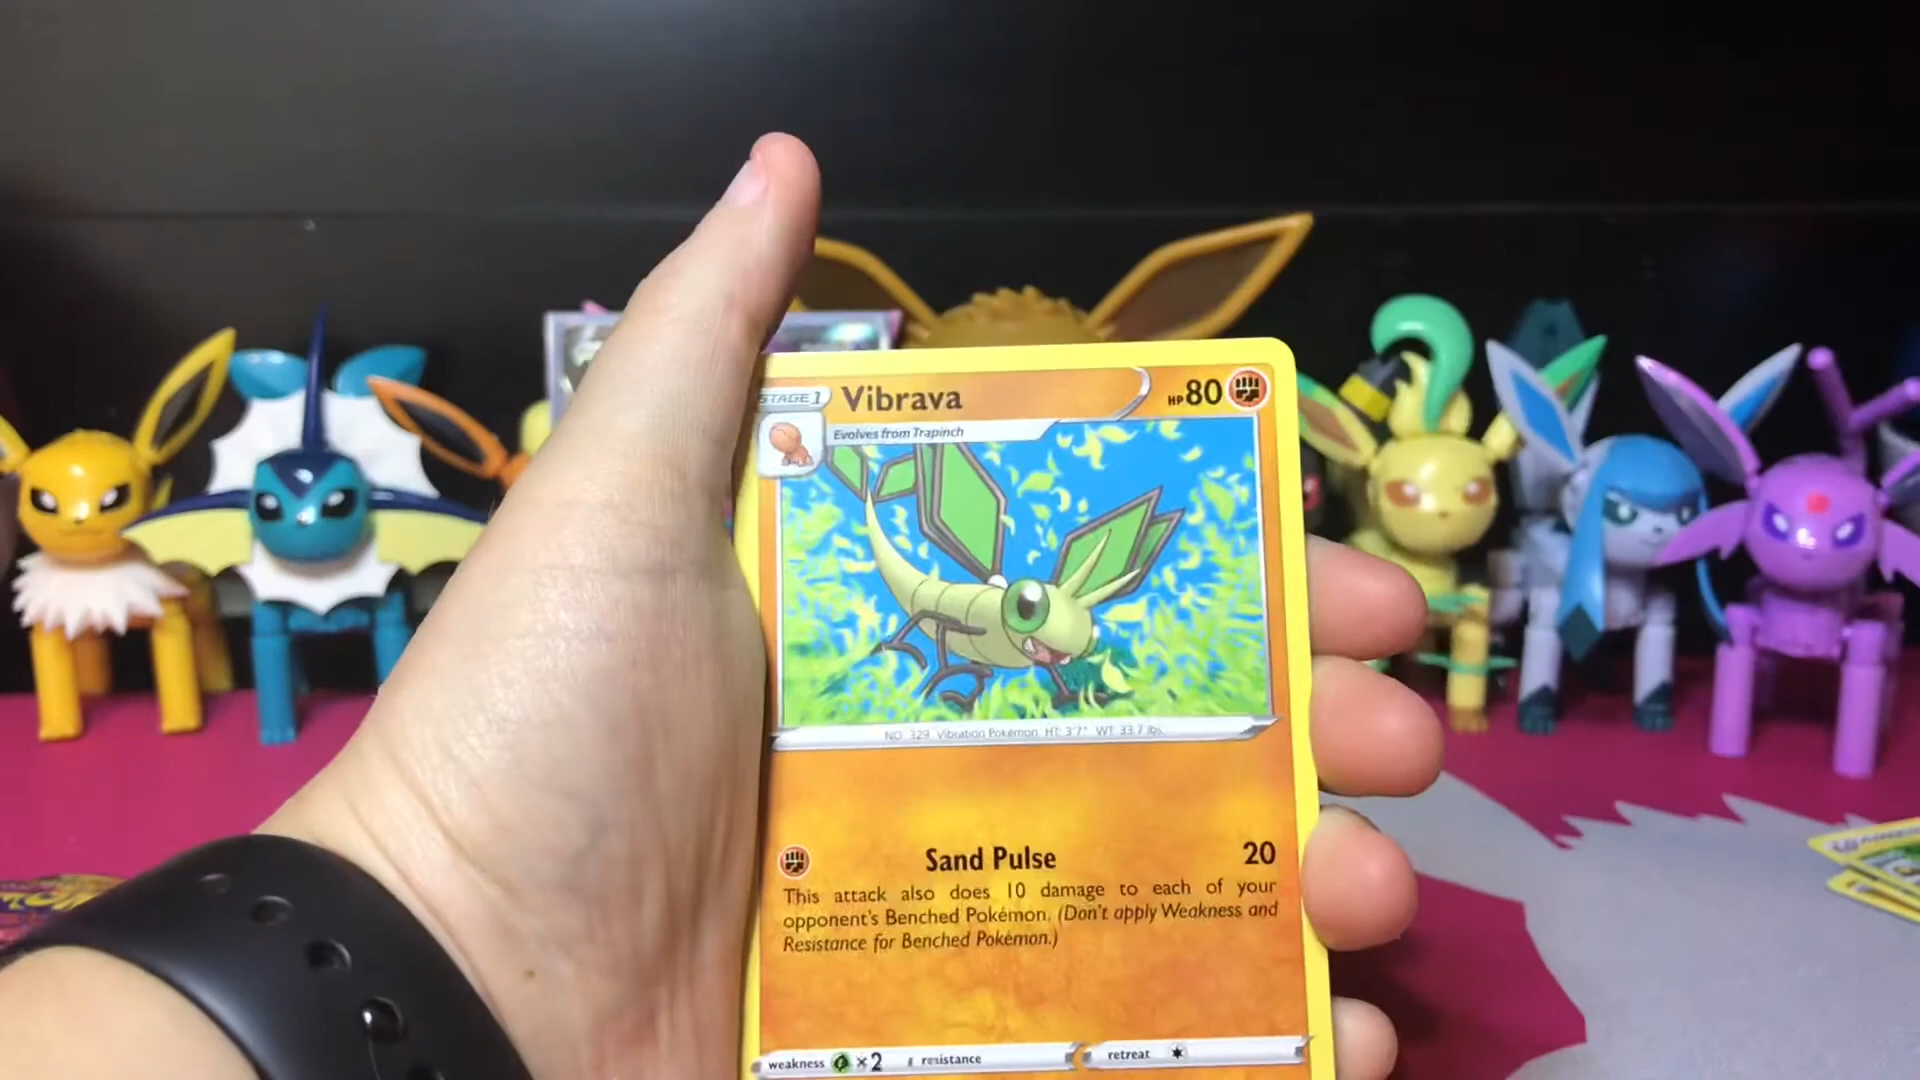 STAGE 1 Vibrava HP 80
Evolves from Trapinch
NO. 329 Vibration Pokémon HT: 3'7" WT: 33.7 lbs.
Sand Pulse 20
This attack also does 10 damage to each of your
opponent's Benched Pokémon. (Don't apply Weakness and
Resistance for Benched Pokémon.)
weakness ×2 resistance retreat